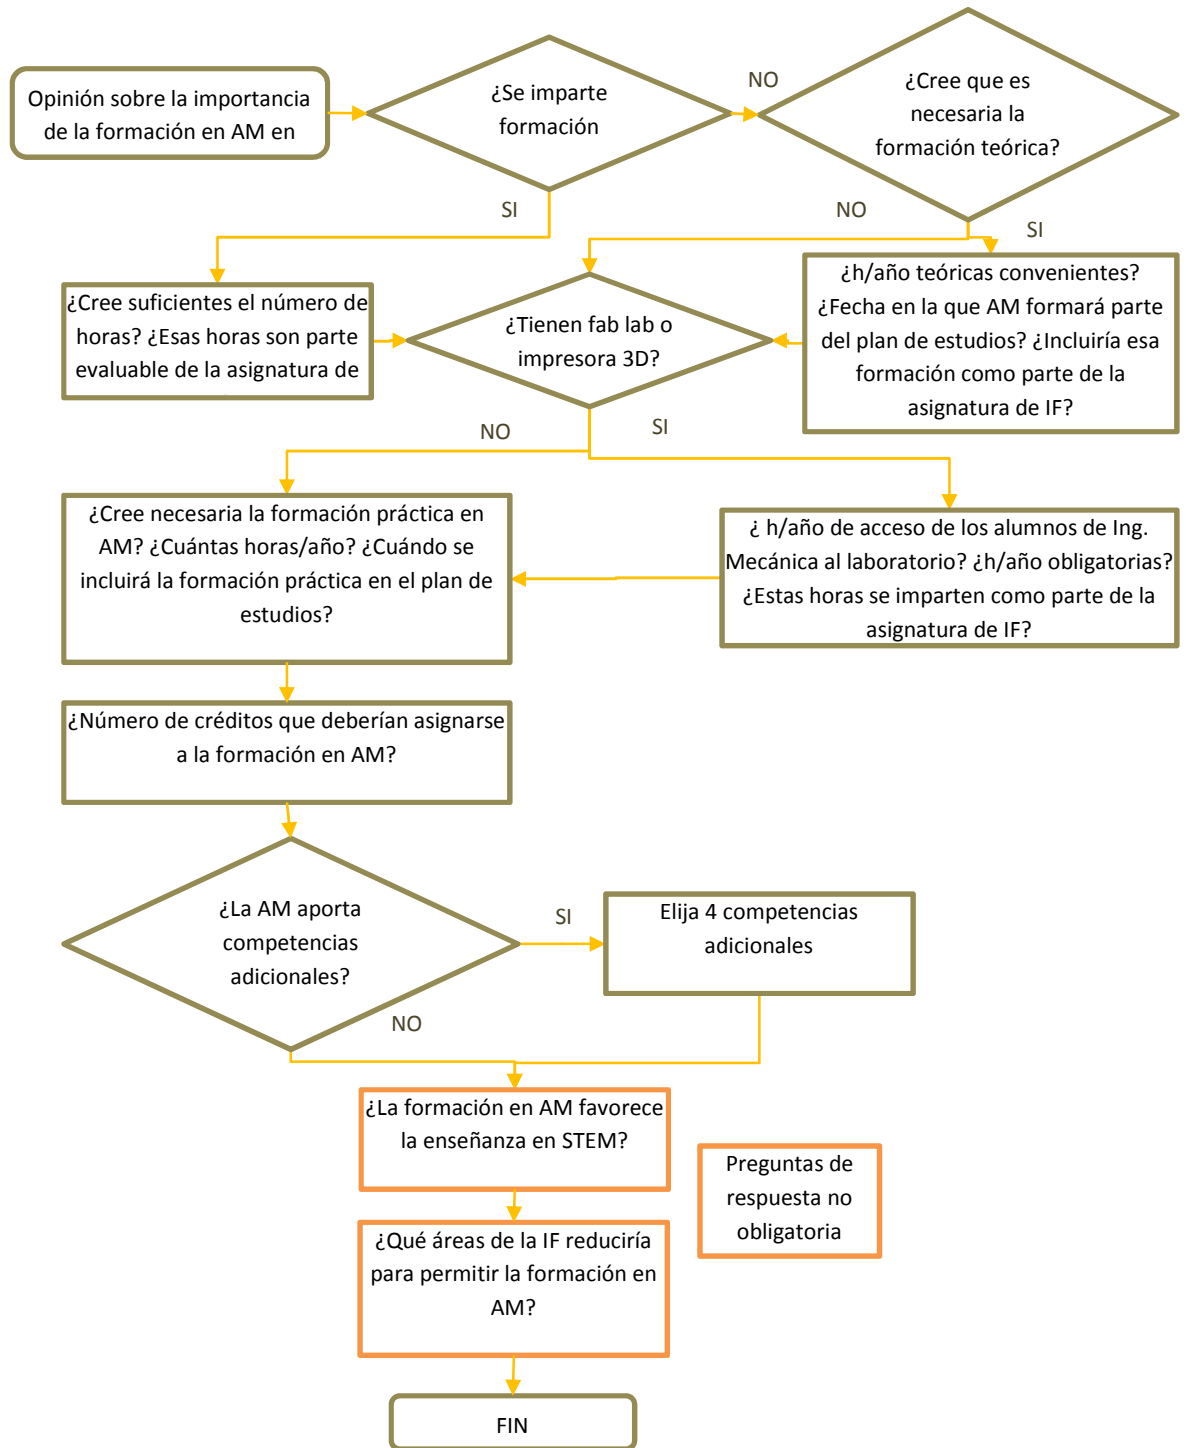 Opinión sobre la importancia
de la formación en AM en
¿Se imparte
formación
NO
¿Cree que es
necesaria la
formación teórica?
SI
NO
SI
¿Cree suficientes el número de
horas? ¿Esas horas son parte
evaluable de la asignatura de
¿Tienen fab lab o
impresora 3D?
¿h/año teóricas convenientes?
¿Fecha en la que AM formará parte
del plan de estudios? ¿Incluiría esa
formación como parte de la
asignatura de IF?
NO
SI
¿Cree necesaria la formación práctica en
AM? ¿Cuántas horas/año? ¿Cuándo se
incluirá la formación práctica en el plan de
estudios?
¿ h/año de acceso de los alumnos de Ing.
Mecánica al laboratorio? ¿h/año obligatorias?
¿Estas horas se imparten como parte de la
asignatura de IF?
¿Número de créditos que deberían asignarse
a la formación en AM?
¿La AM aporta
competencias
adicionales?
SI
Elija 4 competencias
adicionales
NO
¿La formación en AM favorece
la enseñanza en STEM?
Preguntas de
respuesta no
obligatoria
¿Qué áreas de la IF reduciría
para permitir la formación en
AM?
FIN